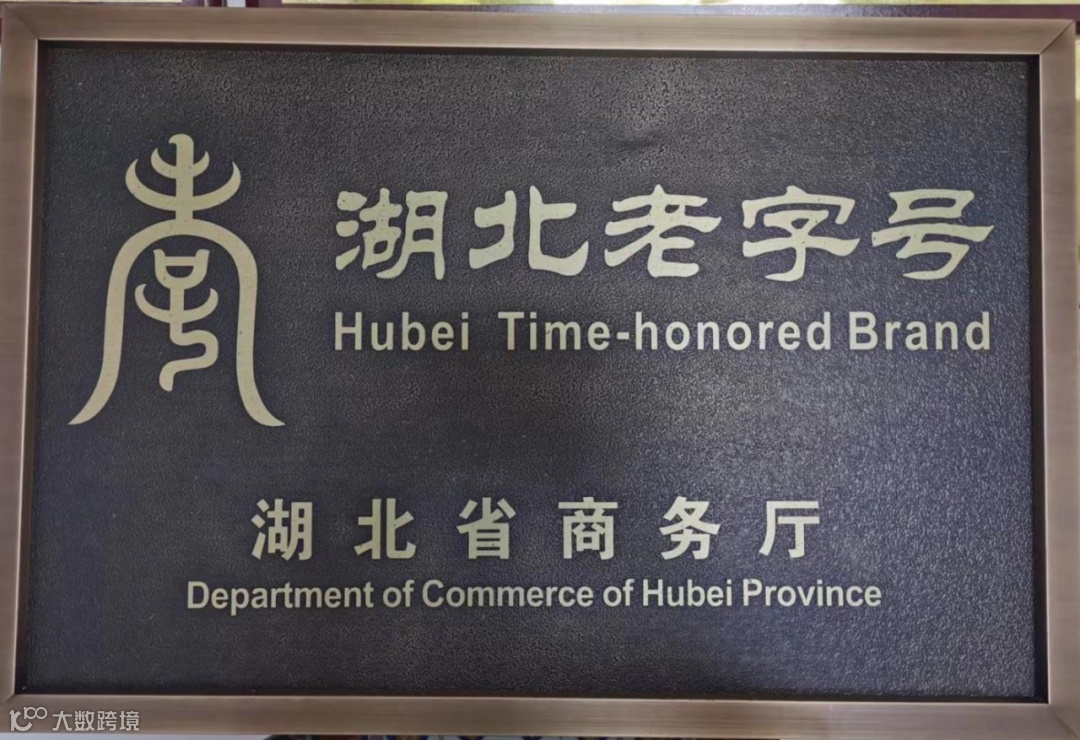 湖北老字号
Hubei Time-honored Brand
湖北省商务厅
Department of Commerce of Hubei Province
大数跨境